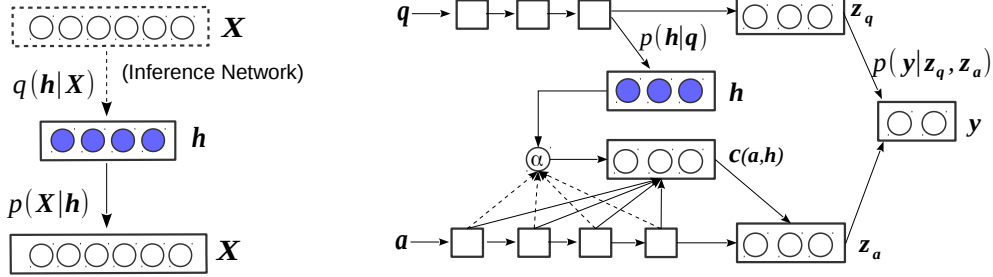 X
q(h|X)
(Inference Network)
h
p(X|h)
X
q
z_q
p(h|q)
p(y|z_q, z_a)
h
y
α
c(a,h)
a
z_a